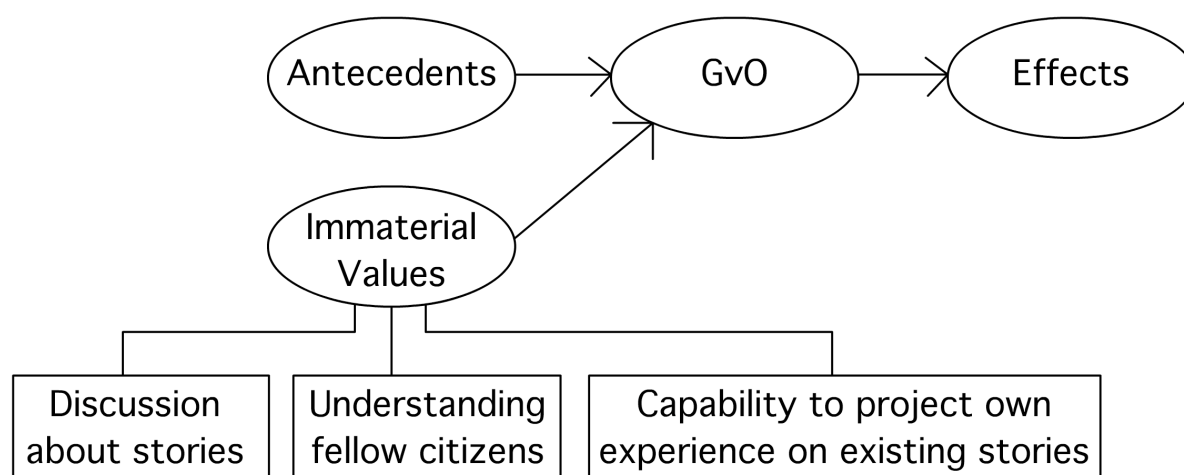 Antecedents
GvO
Effects
Immaterial
Values
Discussion
about stories
Understanding
fellow citizens
Capability to project own
experience on existing stories